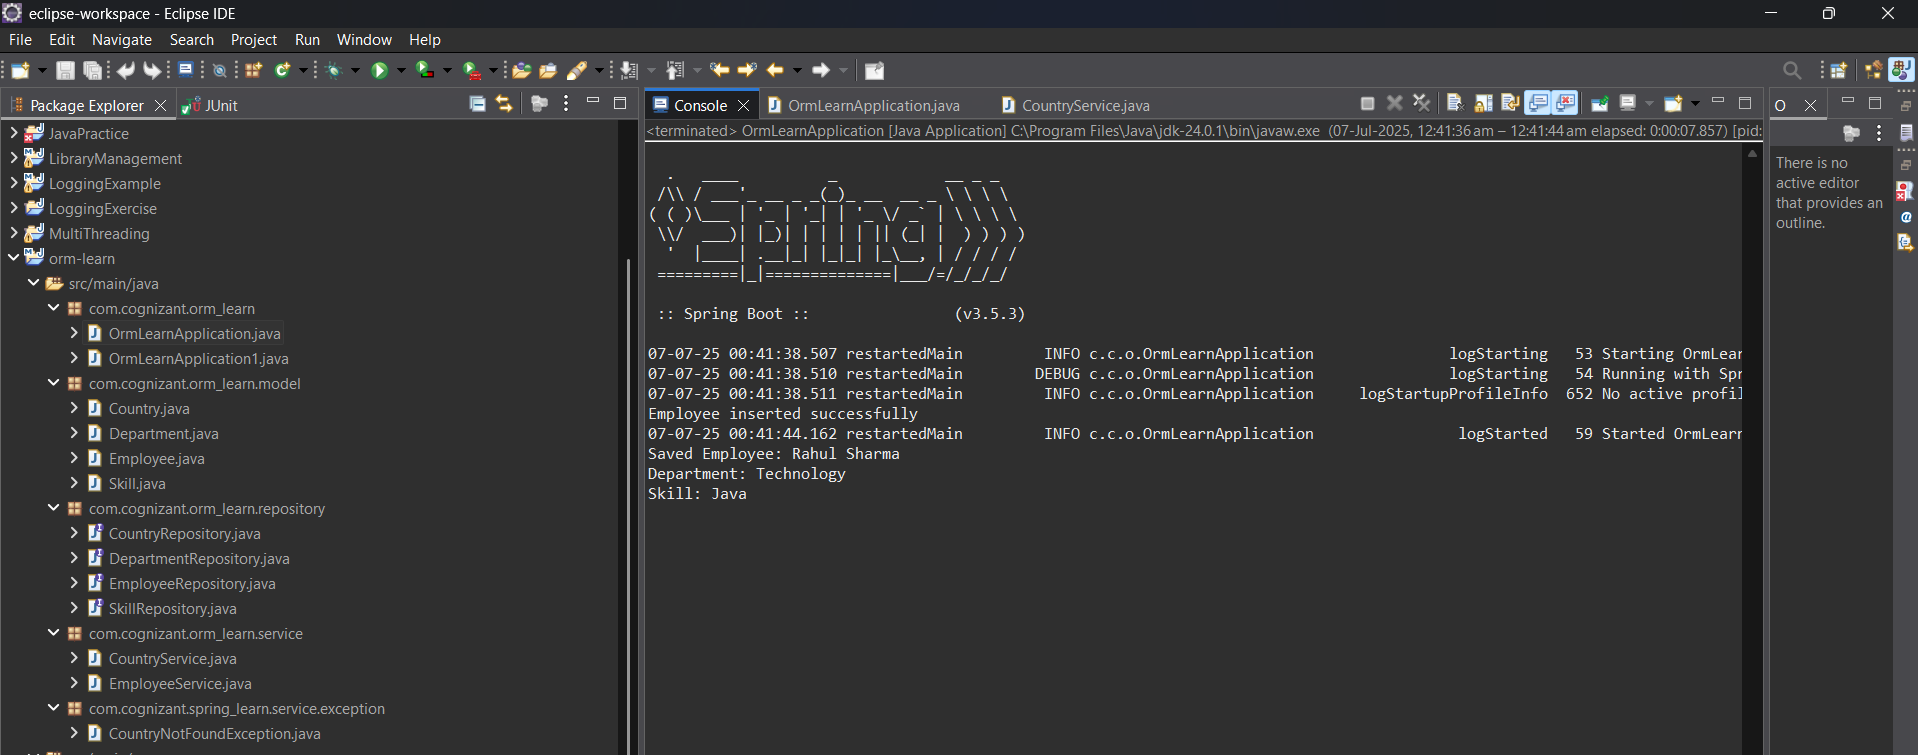 eclipse-workspace - Eclipse IDE
File Edit Navigate Search Project Run Window Help
Package Explorer
JUnit
JavaPractice
LibraryManagement
LoggingExample
LoggingExercise
MultiThreading
orm-learn
src/main/java
com.cognizant.orm_learn
OrmLearnApplication.java
OrmLearnApplication1.java
com.cognizant.orm_learn.model
Country.java
Department.java
Employee.java
Skill.java
com.cognizant.orm_learn.repository
CountryRepository.java
DepartmentRepository.java
EmployeeRepository.java
SkillRepository.java
com.cognizant.orm_learn.service
CountryService.java
EmployeeService.java
com.cognizant.spring_learn.service.exception
CountryNotFoundException.java
Console
OrmLearnApplication.java
CountryService.java
<terminated> OrmLearnApplication [Java Application] C:\Program Files\Java\jdk-24.0.1\bin\javaw.exe (07-Jul-2025, 12:41:36 am – 12:41:44 am elapsed: 0:00:07.857) [pid:
Spring
:: Spring Boot :: (v3.5.3)
07-07-25 00:41:38.507 restartedMain INFO c.c.o.OrmLearnApplication logStarting 53 Starting OrmLear
07-07-25 00:41:38.510 restartedMain DEBUG c.c.o.OrmLearnApplication logStarting 54 Running with Spr
07-07-25 00:41:38.511 restartedMain INFO c.c.o.OrmLearnApplication logStartupProfileInfo 652 No active profil
Employee inserted successfully
07-07-25 00:41:44.162 restartedMain INFO c.c.o.OrmLearnApplication logStarted 59 Started OrmLearn
Saved Employee: Rahul Sharma
Department: Technology
Skill: Java
O
There is no
active editor
that provides an
outline.